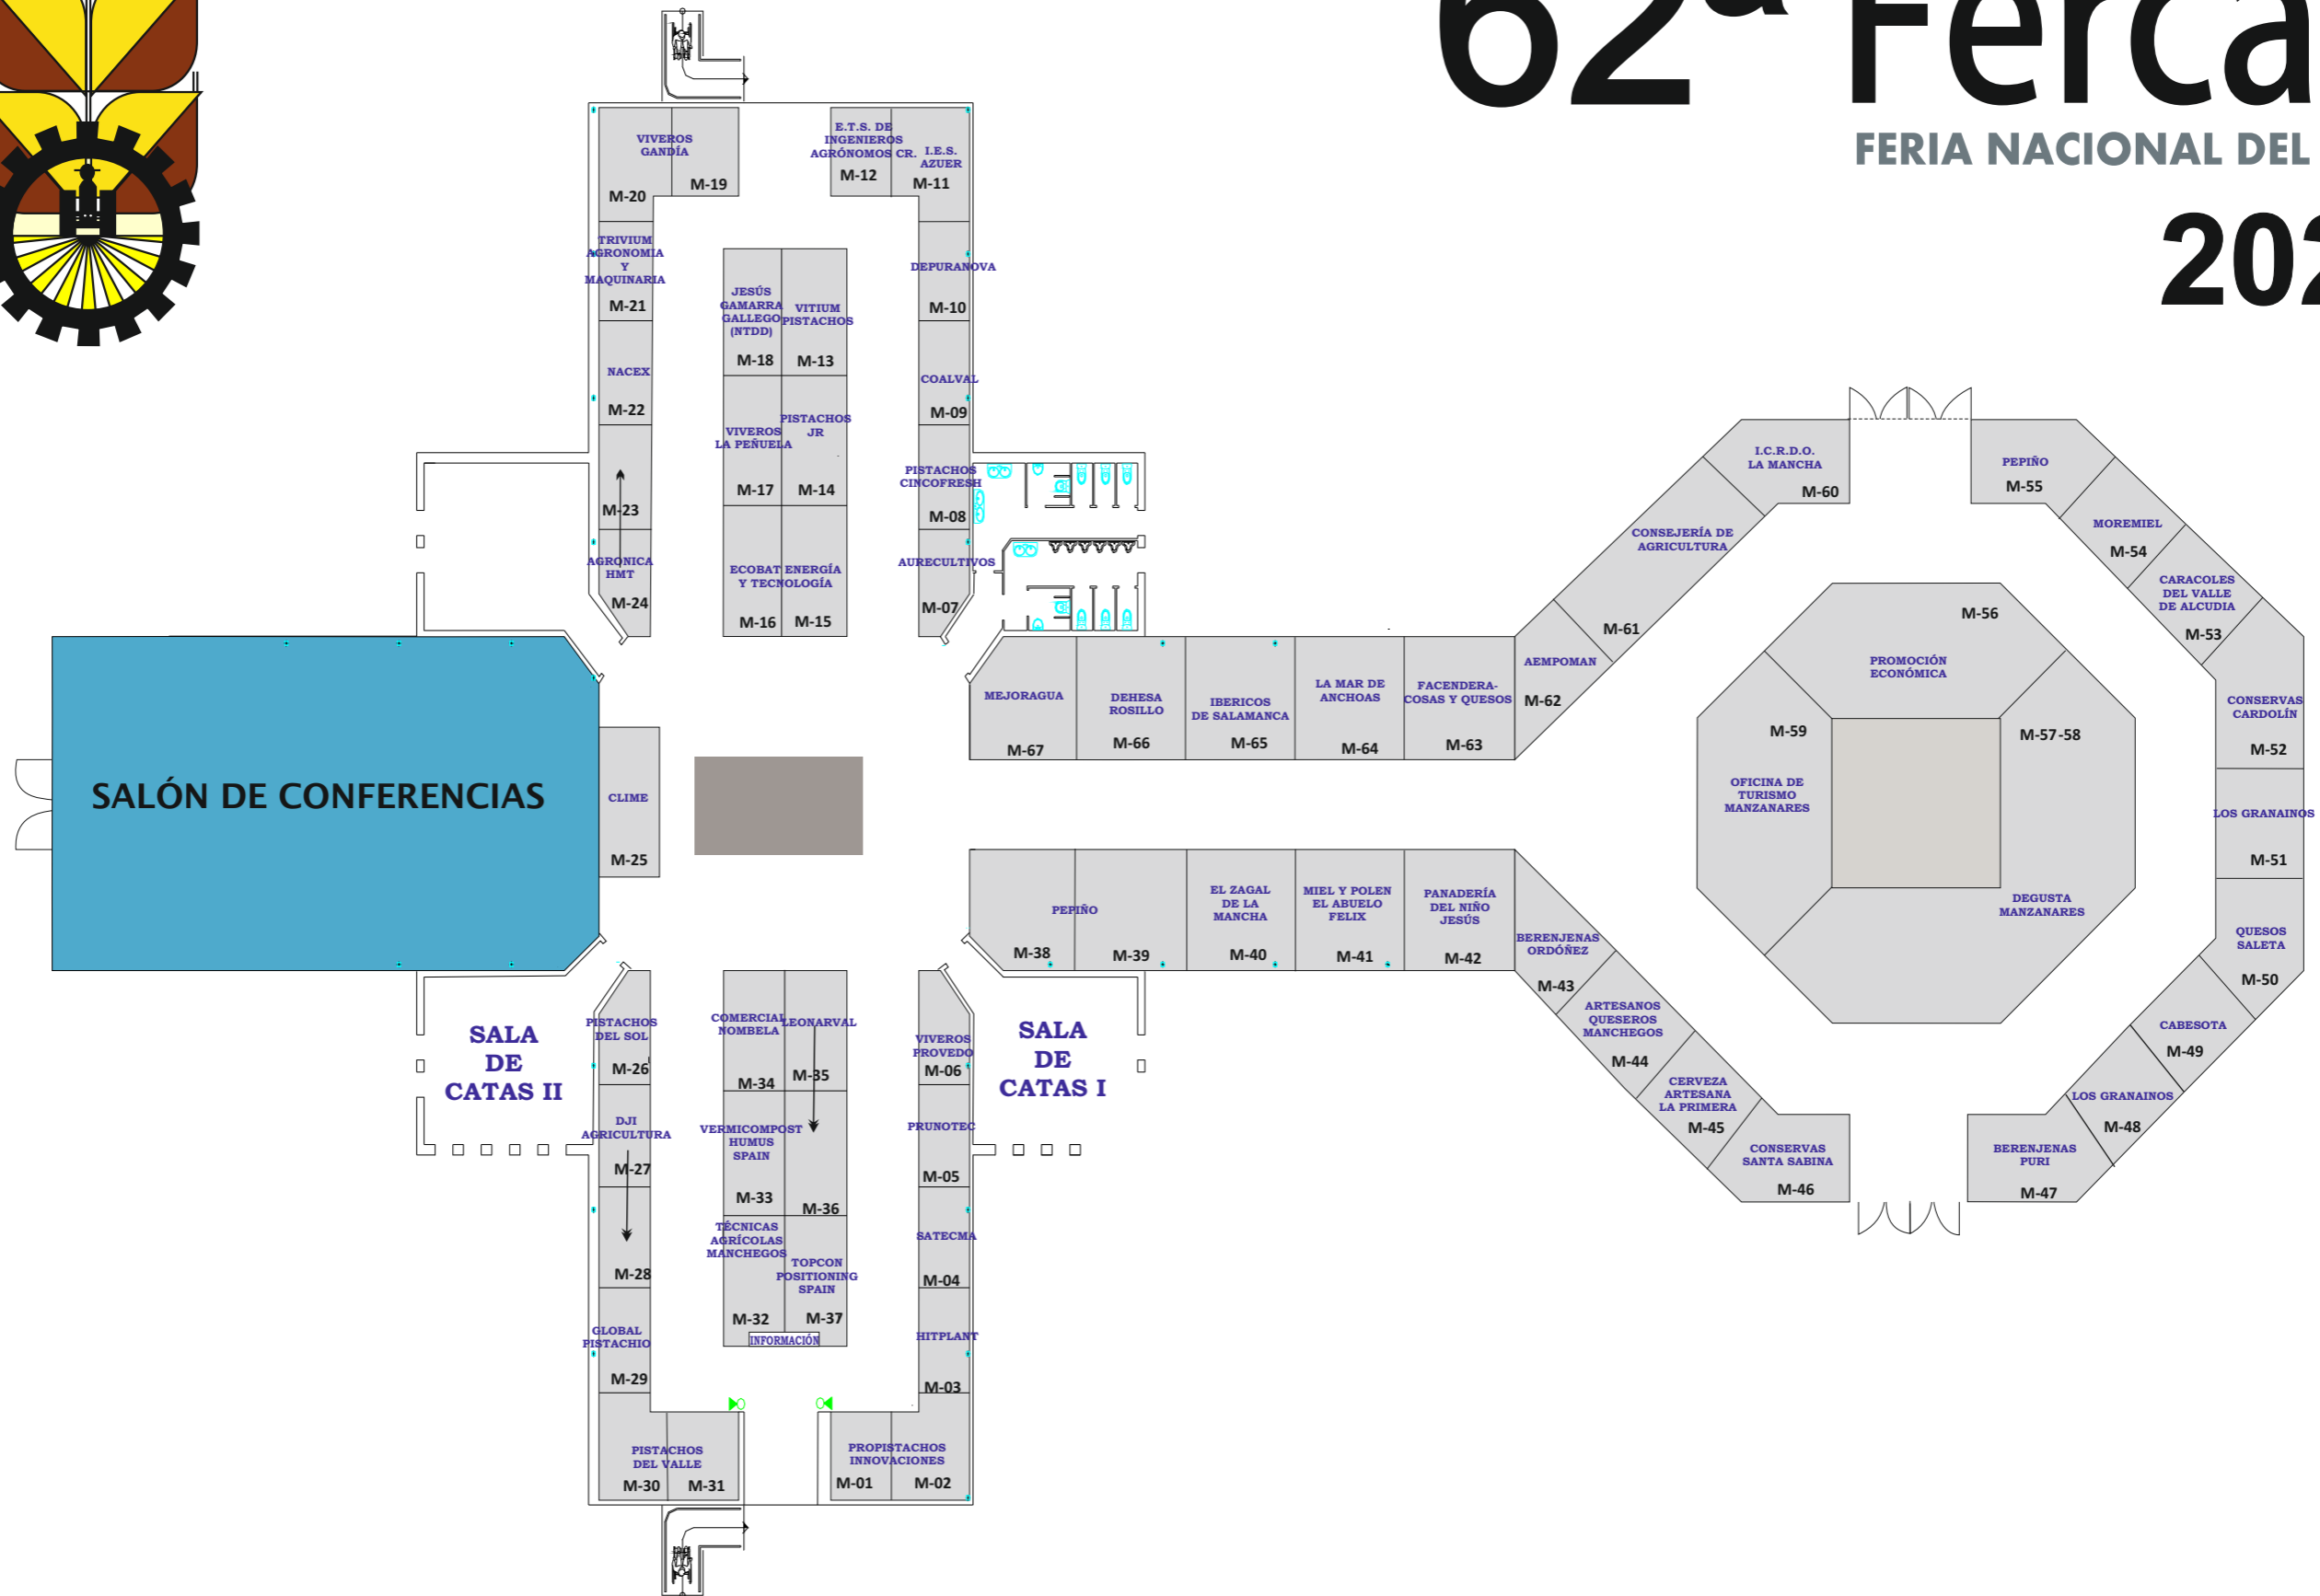 62ª Ferca
FERIA NACIONAL DEL
202
VIVEROS
GANDÍA
M-20
M-19
E.T.S. DE
INGENIEROS
AGRÓNOMOS CR.
M-12
I.E.S.
AZUER
M-11
TRIVIUM
AGRONOMIA
Y
MAQUINARIA
M-21
JESÚS
GAMARRA
GALLEGO
(NTDD)
M-18
VITIUM
PISTACHOS
M-13
DEPURANOVA
M-10
NACEX
M-22
COALVAL
M-09
VIVEROS
LA PEÑUELA
M-17
PISTACHOS
JR
M-14
PISTACHOS
CINCOFRESH
M-08
M-23
AGRONICA
HMT
M-24
ECOBAT ENERGÍA
Y TECNOLOGÍA
M-16
M-15
AURECULTIVOS
M-07
I.C.R.D.O.
LA MANCHA
M-60
PEPIÑO
M-55
CONSEJERÍA DE
AGRICULTURA
M-61
MOREMIEL
M-54
CARACOLES
DEL VALLE
DE ALCUDIA
M-53
AEMPOMAN
M-62
M-56
PROMOCIÓN
ECONÓMICA
MEJORAGUA
M-67
DEHESA
ROSILLO
M-66
IBERICOS
DE SALAMANCA
M-65
LA MAR DE
ANCHOAS
M-64
FACENDERA-
COSAS Y QUESOS
M-63
CONSERVAS
CARDOLÍN
M-52
M-59
OFICINA DE
TURISMO
MANZANARES
M-57-58
DEGUSTA
MANZANARES
SALÓN DE CONFERENCIAS
CLIME
M-25
LOS GRANAINOS
M-51
PEPIÑO
M-38
M-39
EL ZAGAL
DE LA
MANCHA
M-40
MIEL Y POLEN
EL ABUELO
FELIX
M-41
PANADERÍA
DEL NIÑO
JESÚS
M-42
BERENJENAS
ORDÓÑEZ
M-43
QUESOS
SALETA
M-50
ARTESANOS
QUESEROS
MANCHEGOS
M-44
CABESOTA
M-49
CERVEZA
ARTESANA
LA PRIMERA
M-45
LOS GRANAINOS
M-48
CONSERVAS
SANTA SABINA
M-46
BERENJENAS
PURI
M-47
SALA
DE
CATAS II
PISTACHOS
DEL SOL
M-26
COMERCIAL
NOMBELA
M-34
LEONARVAL
M-35
VIVEROS
PROVEDO
M-06
SALA
DE
CATAS I
DJI
AGRICULTURA
M-27
VERMICOMPOST
HUMUS
SPAIN
M-33
M-36
PRUNOTEC
M-05
M-28
TÉCNICAS
AGRÍCOLAS
MANCHEGOS
M-32
TOPCON
POSITIONING
SPAIN
M-37
SATECMA
M-04
INFORMACIÓN
GLOBAL
PISTACHIO
M-29
HITPLANT
M-03
PISTACHOS
DEL VALLE
M-30
M-31
PROPISTACHOS
INNOVACIONES
M-01
M-02